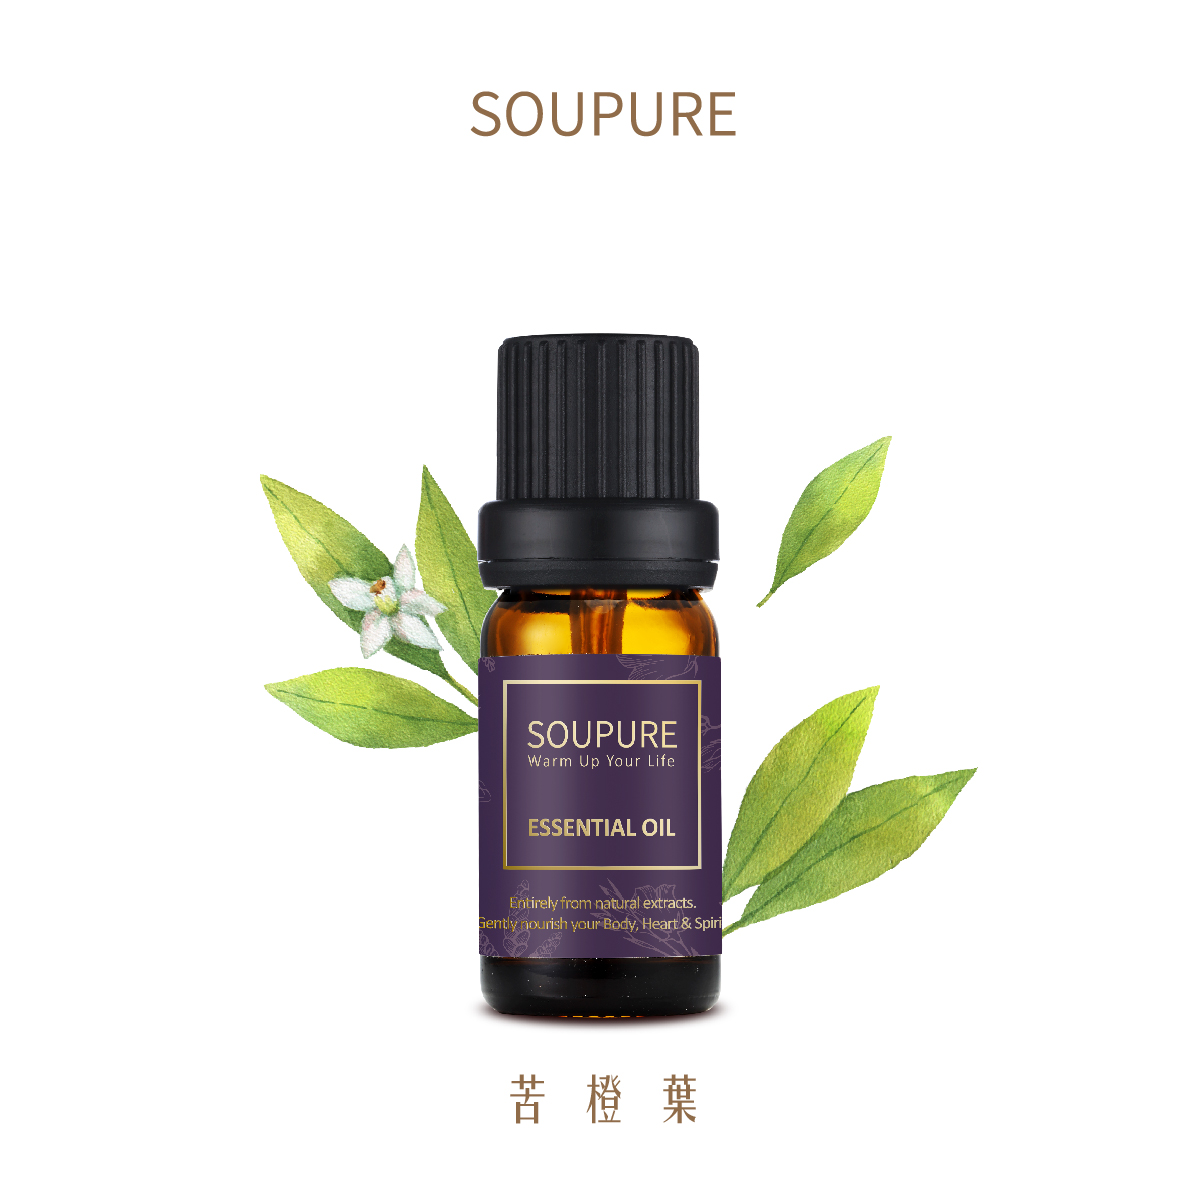 SOUPURE
SOUPURE
Warm Up Your Life
ESSENTIAL OIL
Entirely from natural extracts.
Gently nourish your Body, Heart & Spiri
苦橙葉